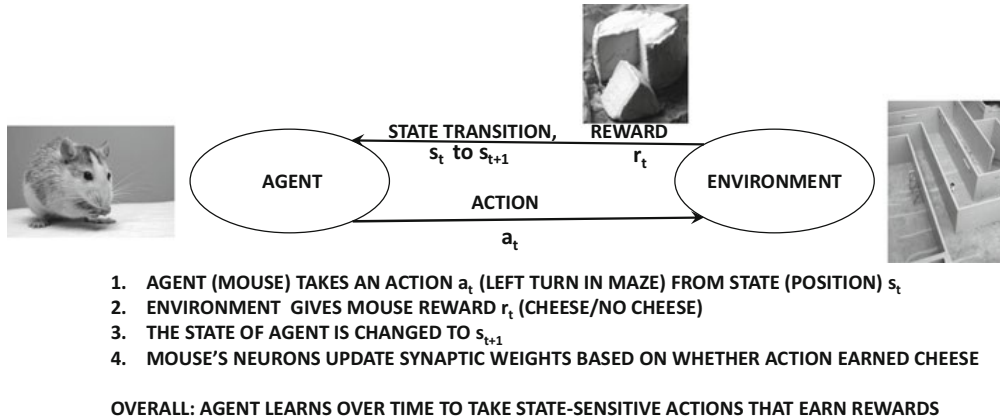 STATE TRANSITION, REWARD
s_t to s_{t+1} r_t
AGENT ENVIRONMENT
ACTION
a_t
1. AGENT (MOUSE) TAKES AN ACTION a_t (LEFT TURN IN MAZE) FROM STATE (POSITION) s_t
2. ENVIRONMENT GIVES MOUSE REWARD r_t (CHEESE/NO CHEESE)
3. THE STATE OF AGENT IS CHANGED TO s_{t+1}
4. MOUSE'S NEURONS UPDATE SYNAPTIC WEIGHTS BASED ON WHETHER ACTION EARNED CHEESE
OVERALL: AGENT LEARNS OVER TIME TO TAKE STATE-SENSITIVE ACTIONS THAT EARN REWARDS